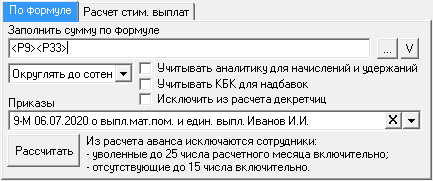 По формуле
Расчет стим. выплат
Заполнить сумму по формуле
<P9><P33>
... V
Округлять до сотен
Учитывать аналитику для начислений и удержаний
Учитывать КБК для надбавок
Исключить из расчета декретчиц
Приказы
9-М 06.07.2020 о выпл.мат.пом. и един. выпл. Иванов И.И.
X
Рассчитать
Из расчета аванса исключаются сотрудники:
- уволенные до 25 числа расчетного месяца включительно;
- отсутствующие до 15 числа включительно.